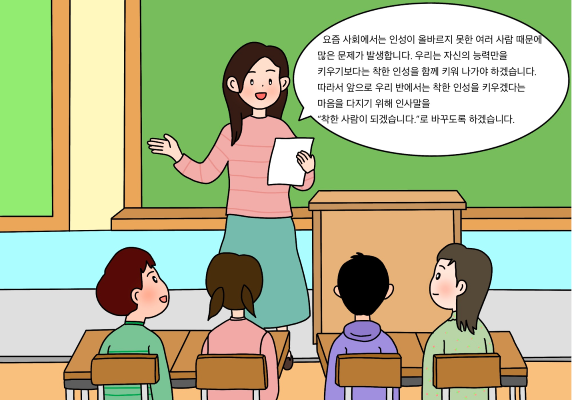 요즘 사회에서는 인성이 올바르지 못한 여러 사람 때문에
많은 문제가 발생합니다. 우리는 자신의 능력만을
키우기보다는 착한 인성을 함께 키워 나가야 하겠습니다.
따라서 앞으로 우리 반에서는 착한 인성을 키우겠다는
마음을 다지기 위해 인사말을
“착한 사람이 되겠습니다.”로 바꾸도록 하겠습니다.